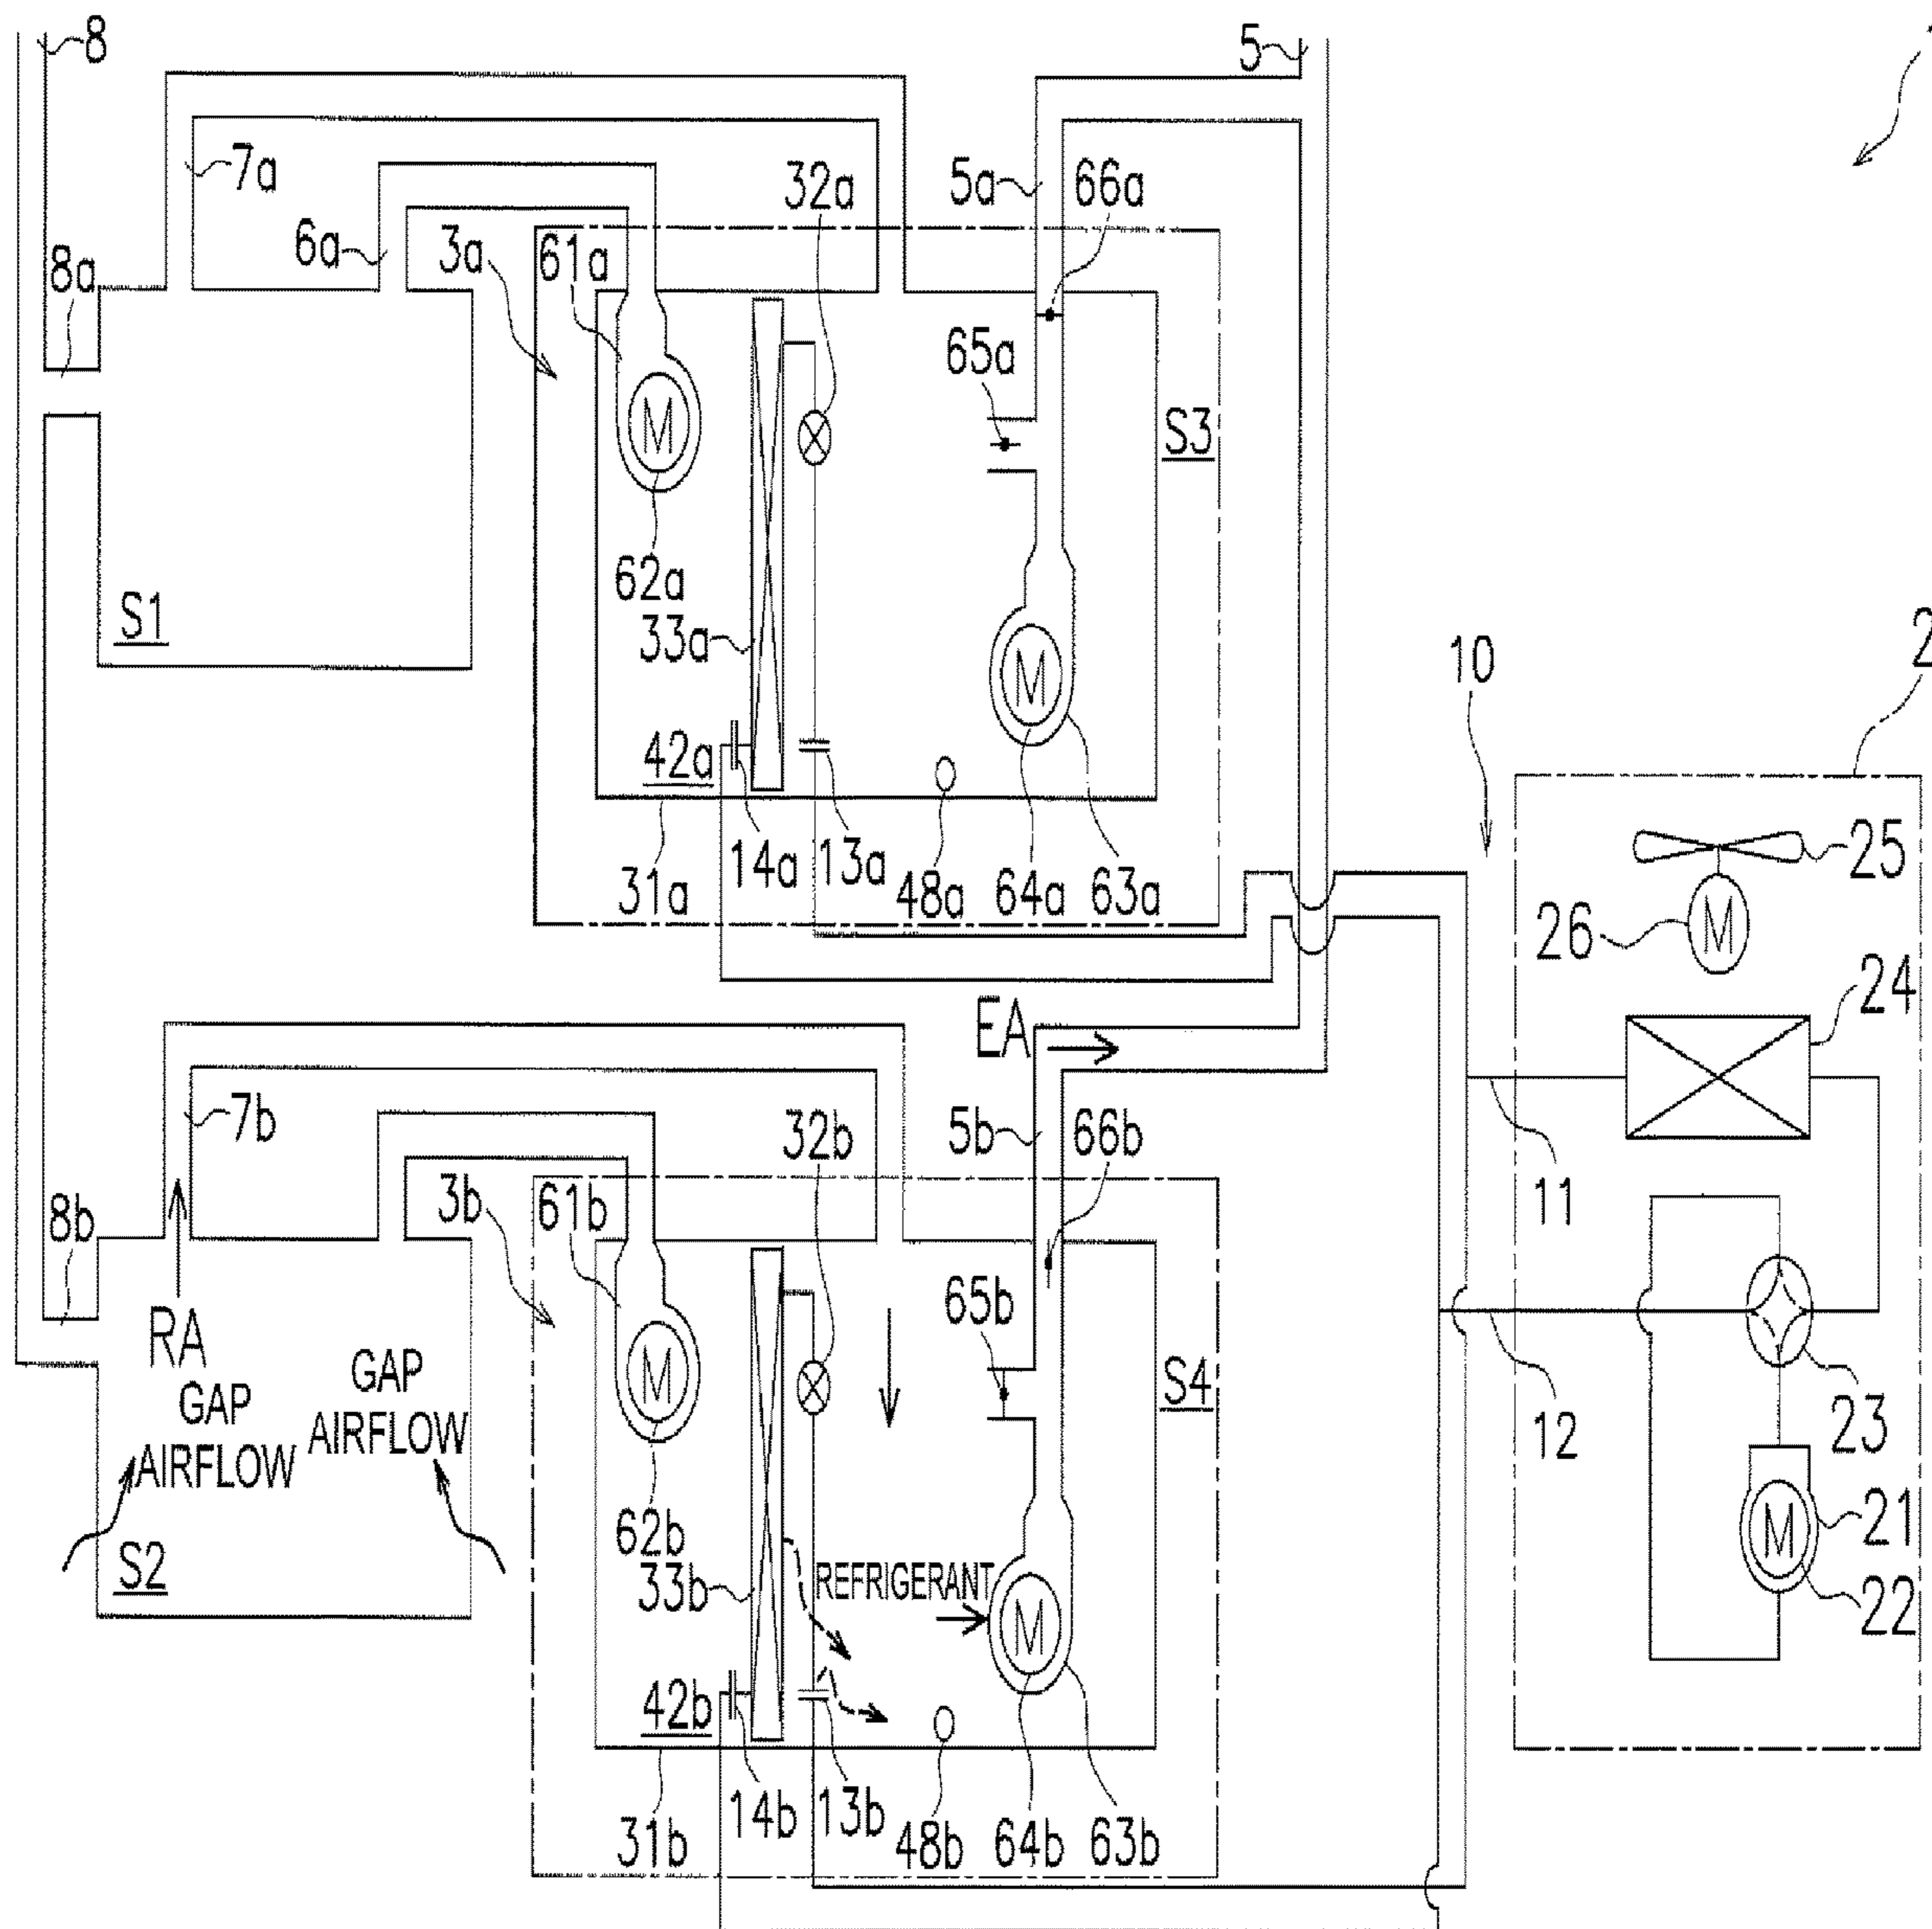 8
5
7a
32a
5a
66a
6a
3a
61a
8a
65a
S3
M
62a
S1
33a
M
10
2
42a
14a
13a
25
31a
48a
64a
63a
26
M
24
EA
7b
32b
5b
66b
11
8b
3b
61b
RA
65b
GAP
AIRFLOW
GAP
AIRFLOW
M
S4
12
23
62b
21
S2
33b
REFRIGERANT
M
M
22
42b
14b
13b
31b
48b
64b
63b